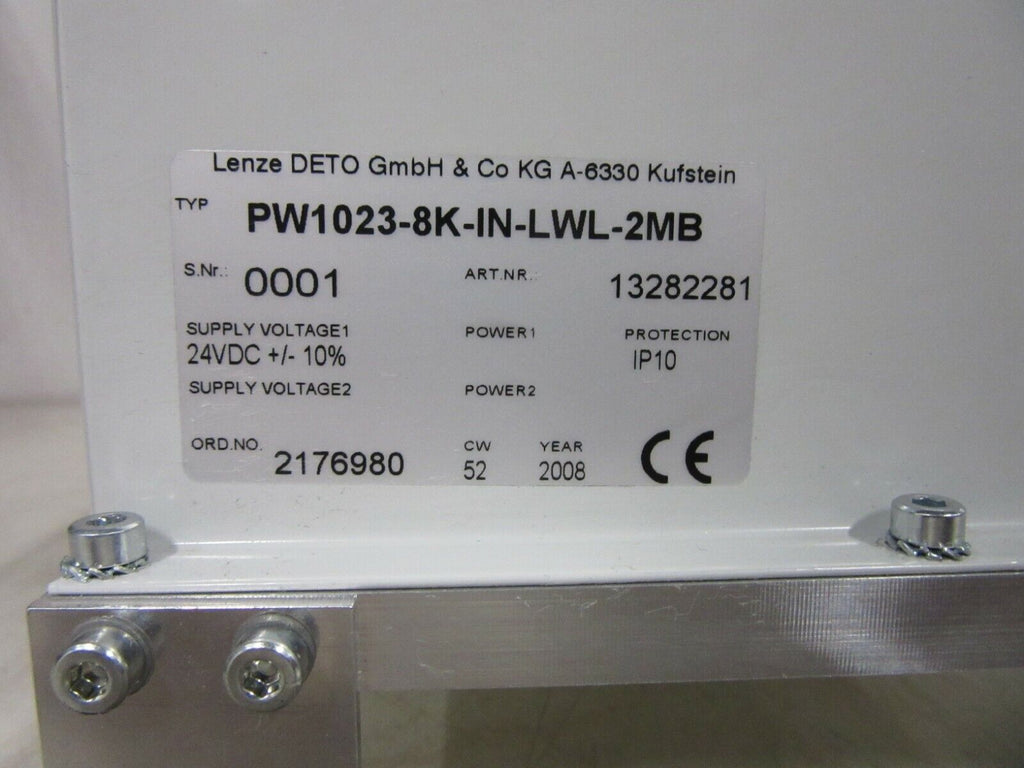 Lenze DETO GmbH & Co KG A-6330 Kufstein
TYP PW1023-8K-IN-LWL-2MB
S.Nr.: 0001 ART.NR.: 13282281
SUPPLY VOLTAGE1 POWER1 PROTECTION
24VDC +/- 10% IP10
SUPPLY VOLTAGE2 POWER2
ORD.NO. 2176980 CW YEAR CE
52 2008